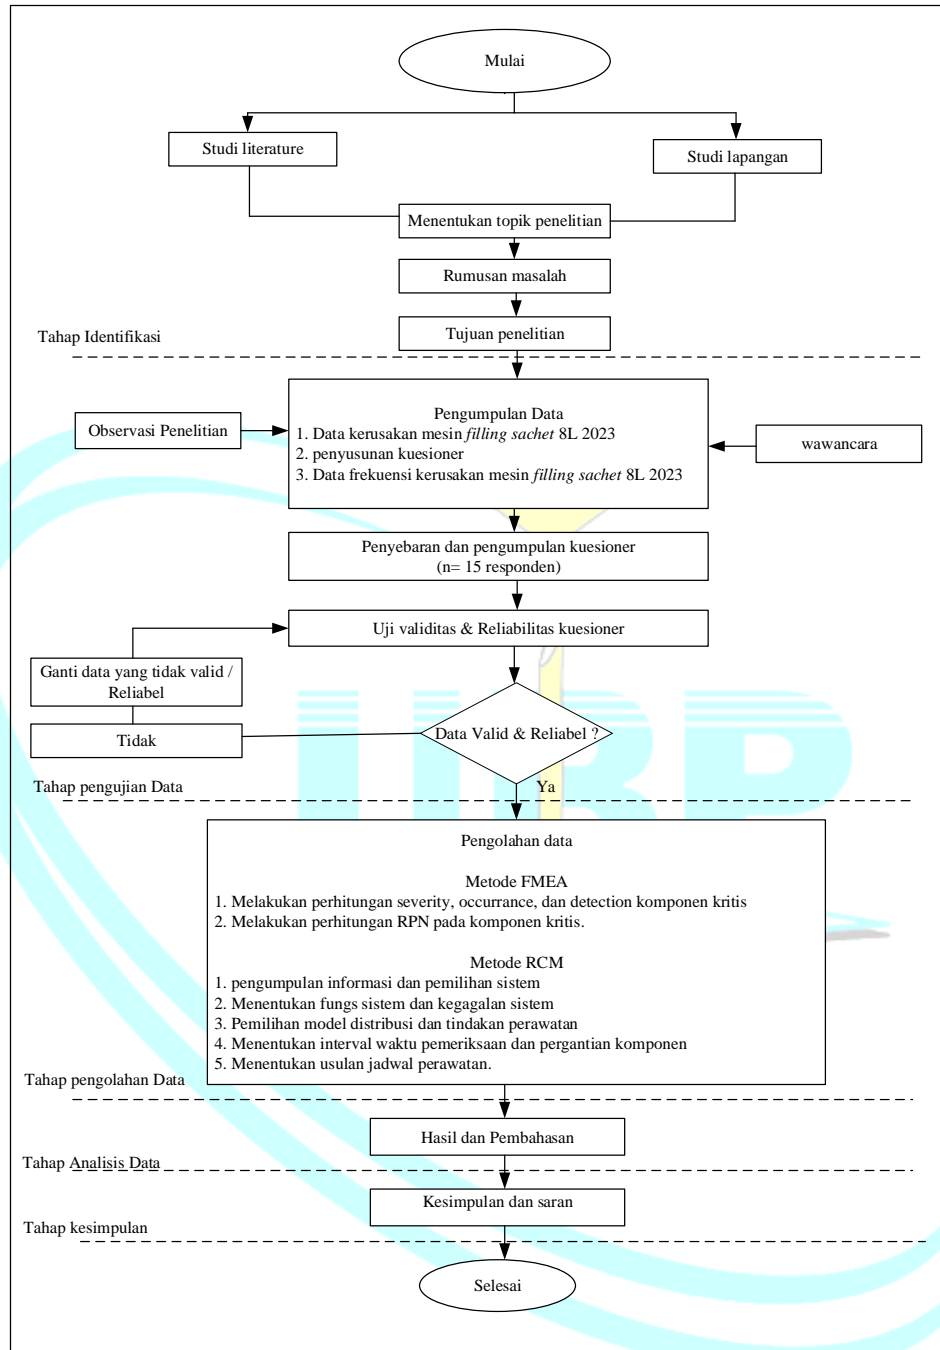 Mulai
Studi literature
Studi lapangan
Menentukan topik penelitian
Rumusan masalah
Tujuan penelitian
Tahap Identifikasi
Pengumpulan Data
1. Data kerusakan mesin filling sachet 8L 2023
2. penyusunan kuesioner
3. Data frekuensi kerusakan mesin filling sachet 8L 2023
Observasi Penelitian
wawancara
Penyebaran dan pengumpulan kuesioner
(n= 15 responden)
Uji validitas & Reliabilitas kuesioner
Ganti data yang tidak valid /
Reliabel
Tidak
Data Valid & Reliabel ?
Ya
Tahap pengujian Data
UBP
Pengolahan data
Metode FMEA
1. Melakukan perhitungan severity, occurrance, dan detection komponen kritis
2. Melakukan perhitungan RPN pada komponen kritis.
Metode RCM
1. pengumpulan informasi dan pemilihan sistem
2. Menentukan fungs sistem dan kegagalan sistem
3. Pemilihan model distribusi dan tindakan perawatan
4. Menentukan interval waktu pemeriksaan dan pergantian komponen
5. Menentukan usulan jadwal perawatan.
Tahap pengolahan Data
Hasil dan Pembahasan
Tahap Analisis Data
Kesimpulan dan saran
Tahap kesimpulan
Selesai